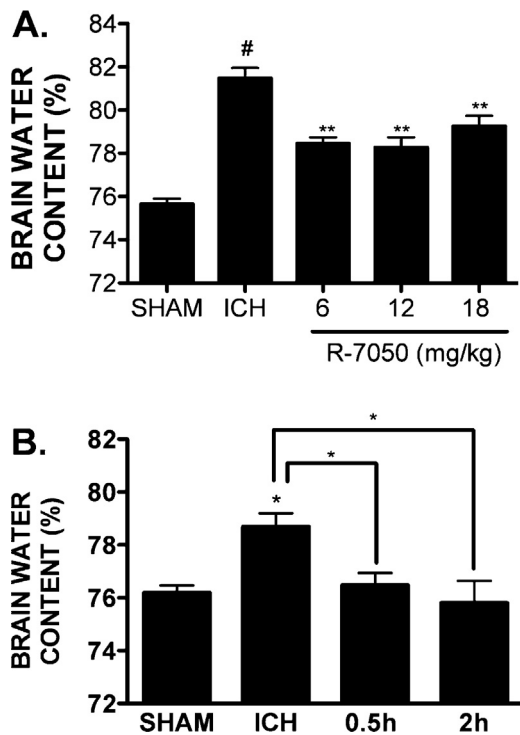 A.
BRAIN WATER
CONTENT (%)
84
82
80
78
76
74
72
#
**
**
**
SHAM ICH 6 12 18
R-7050 (mg/kg)
B.
BRAIN WATER
CONTENT (%)
82
80
78
76
74
72
*
*
*
SHAM ICH 0.5h 2h